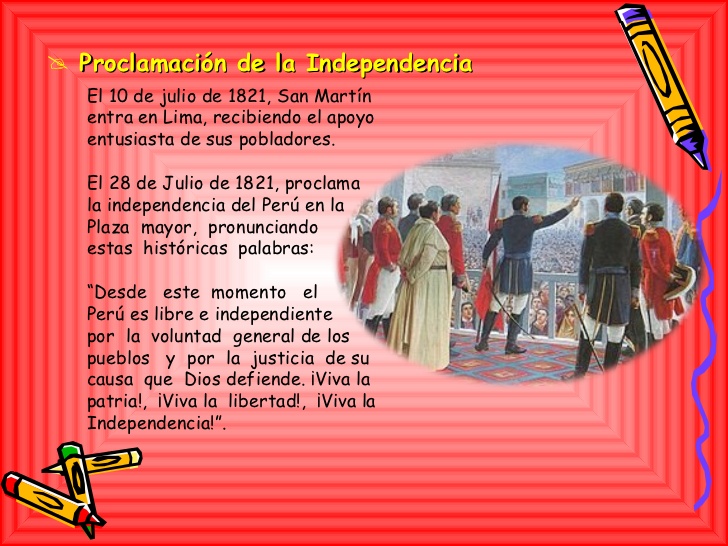 Proclamación de la Independencia
El 10 de julio de 1821, San Martín
entra en Lima, recibiendo el apoyo
entusiasta de sus pobladores.
El 28 de Julio de 1821, proclama
la independencia del Perú en la
Plaza mayor, pronunciando
estas históricas palabras:
“Desde este momento el
Perú es libre e independiente
por la voluntad general de los
pueblos y por la justicia de su
causa que Dios defiende. ¡Viva la
patria!, ¡Viva la libertad!, ¡Viva la
Independencia!”.